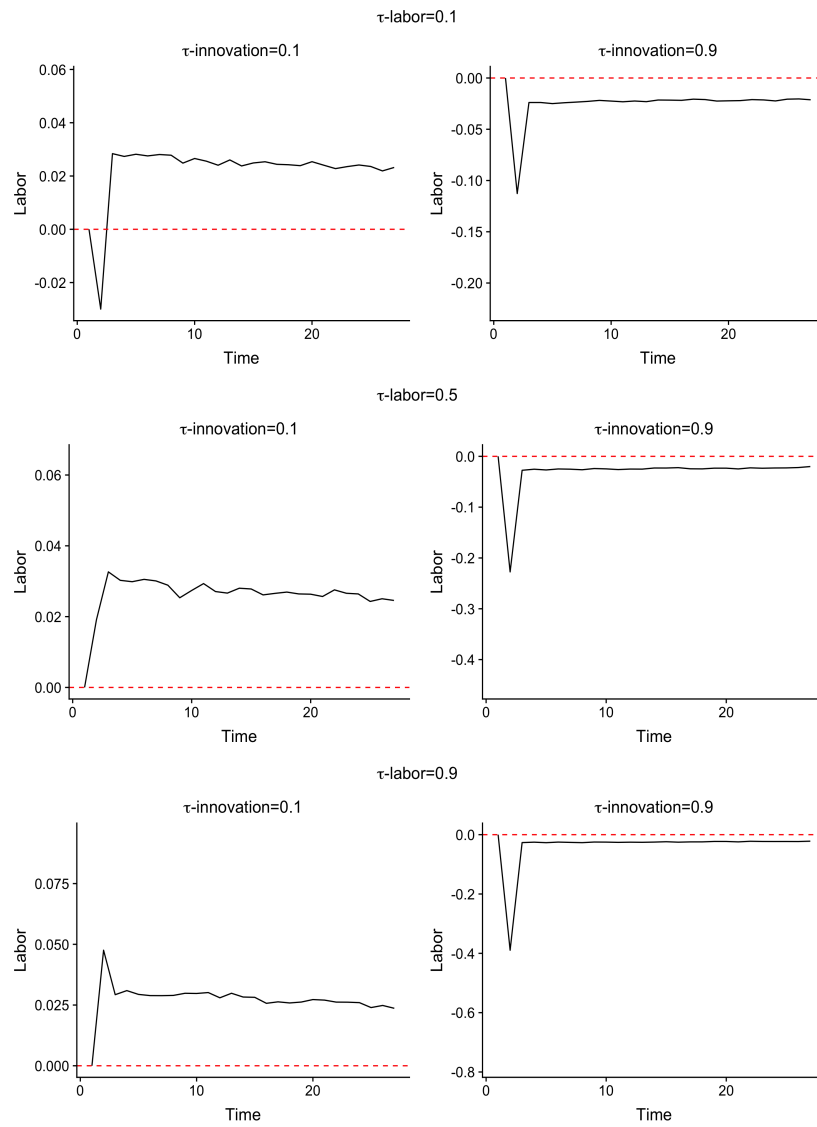 τ-labor=0.1
τ-innovation=0.1
0.06
0.04
0.02
0.00
-0.02
Labor
0 10 20
Time
τ-innovation=0.9
0.00
-0.05
-0.10
-0.15
-0.20
Labor
0 10 20
Time
τ-labor=0.5
τ-innovation=0.1
0.06
0.04
0.02
0.00
Labor
0 10 20
Time
τ-innovation=0.9
0.0
-0.1
-0.2
-0.3
-0.4
Labor
0 10 20
Time
τ-labor=0.9
τ-innovation=0.1
0.075
0.050
0.025
0.000
Labor
0 10 20
Time
τ-innovation=0.9
0.0
-0.2
-0.4
-0.6
-0.8
Labor
0 10 20
Time